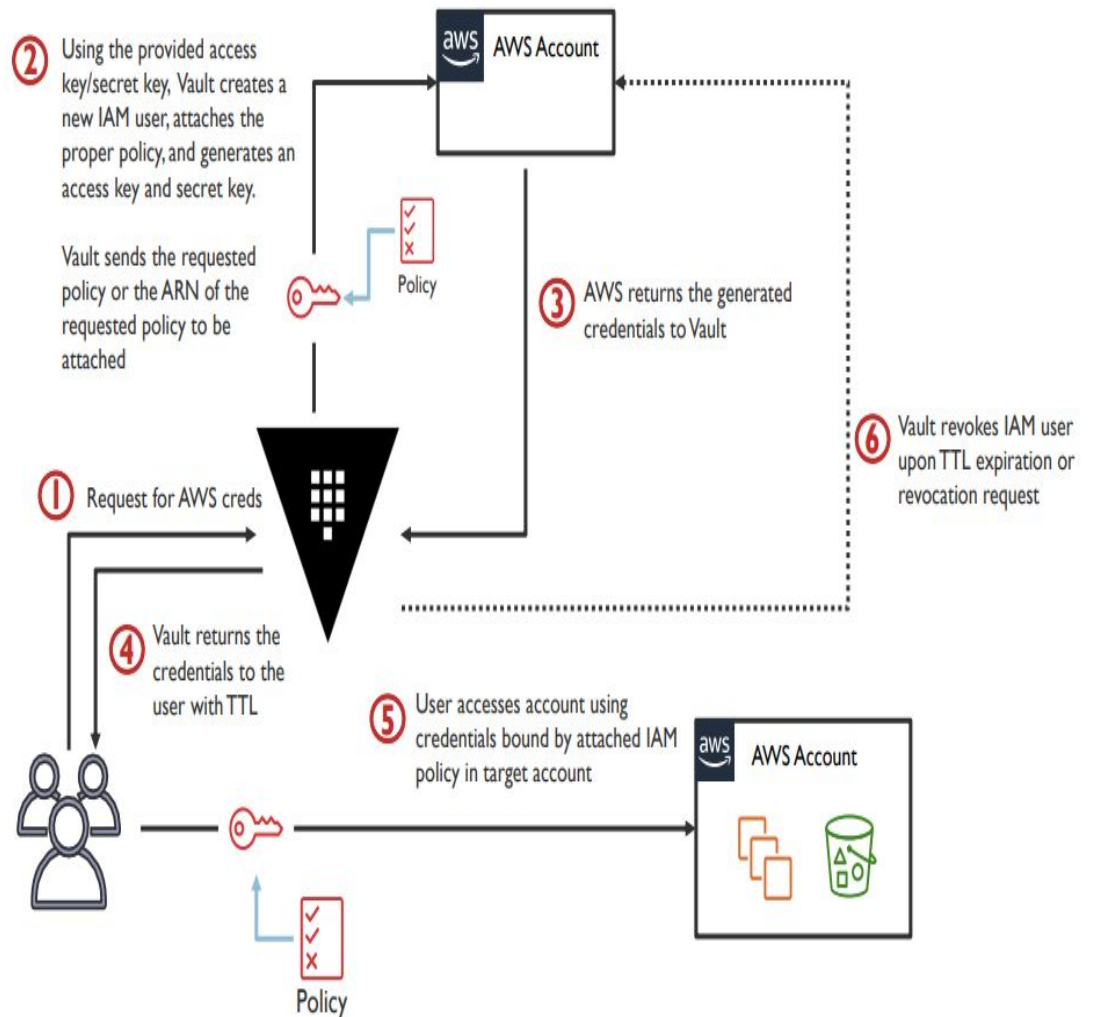 2
Using the provided access
key/secret key, Vault creates a
new IAM user, attaches the
proper policy, and generates an
access key and secret key.
Vault sends the requested
policy or the ARN of the
requested policy to be
attached
aws
AWS Account
Policy
3
AWS returns the generated
credentials to Vault
6
Vault revokes IAM user
upon TTL expiration or
revocation request
1
Request for AWS creds
4
Vault returns the
credentials to the
user with TTL
5
User accesses account using
credentials bound by attached IAM
policy in target account
aws
AWS Account
Policy